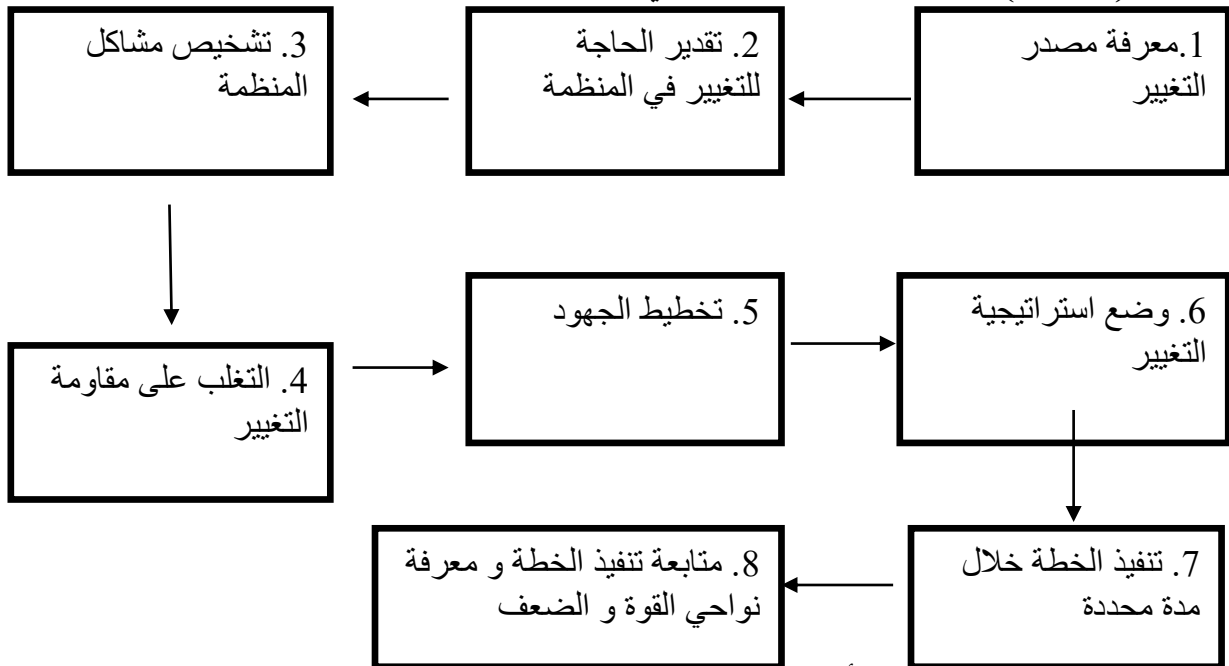 1.معرفة مصدر
التغيير
2. تقدير الحاجة
للتغيير في المنظمة
3. تشخيص مشاكل
المنظمة
4. التغلب على مقاومة
التغيير
5. تخطيط الجهود
6. وضع استراتيجية
التغيير
7. تنفيذ الخطة خلال
مدة محددة
8. متابعة تنفيذ الخطة و معرفة
نواحي القوة و الضعف